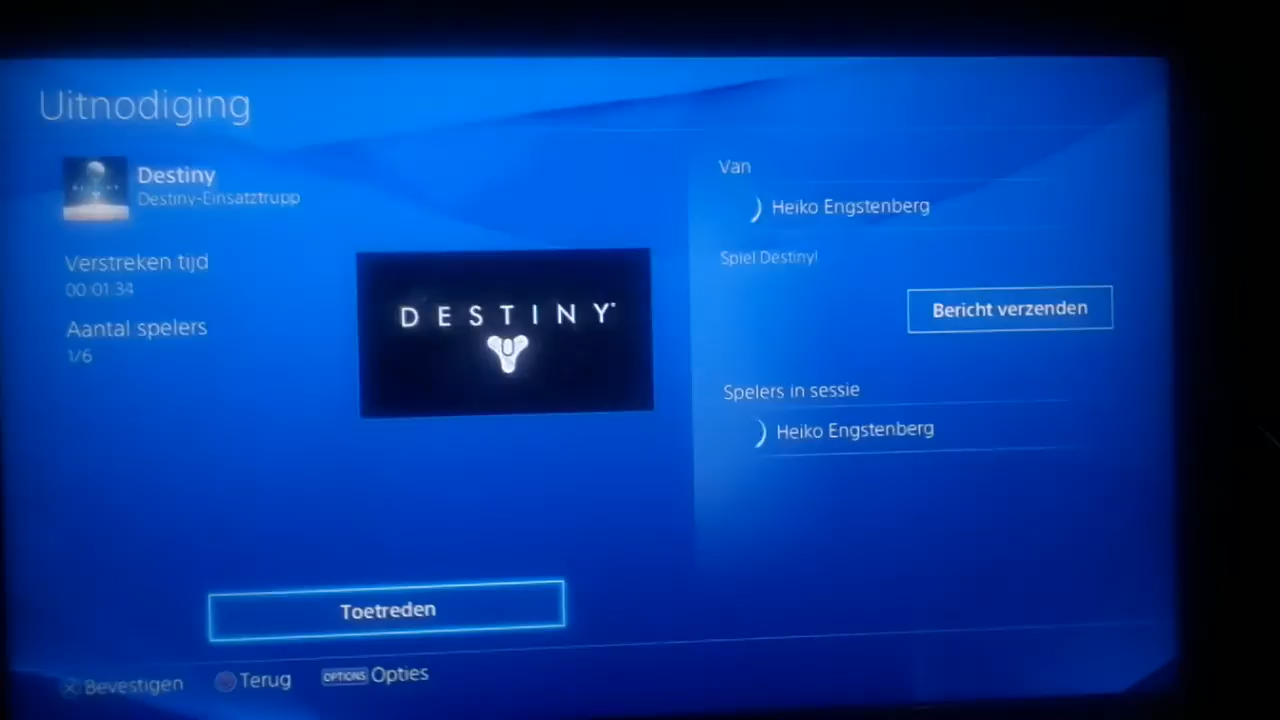 Uitnodiging
Destiny
Destiny-Einsatztrupp
Verstreken tijd
00:01:34
Aantal spelers
1/6
DESTINY
Van
Heiko Engstenberg
Spiel Destiny!
Bericht verzenden
Spelers in sessie
Heiko Engstenberg
Toetreden
Bevestigen
Terug
OPTIONS Opties